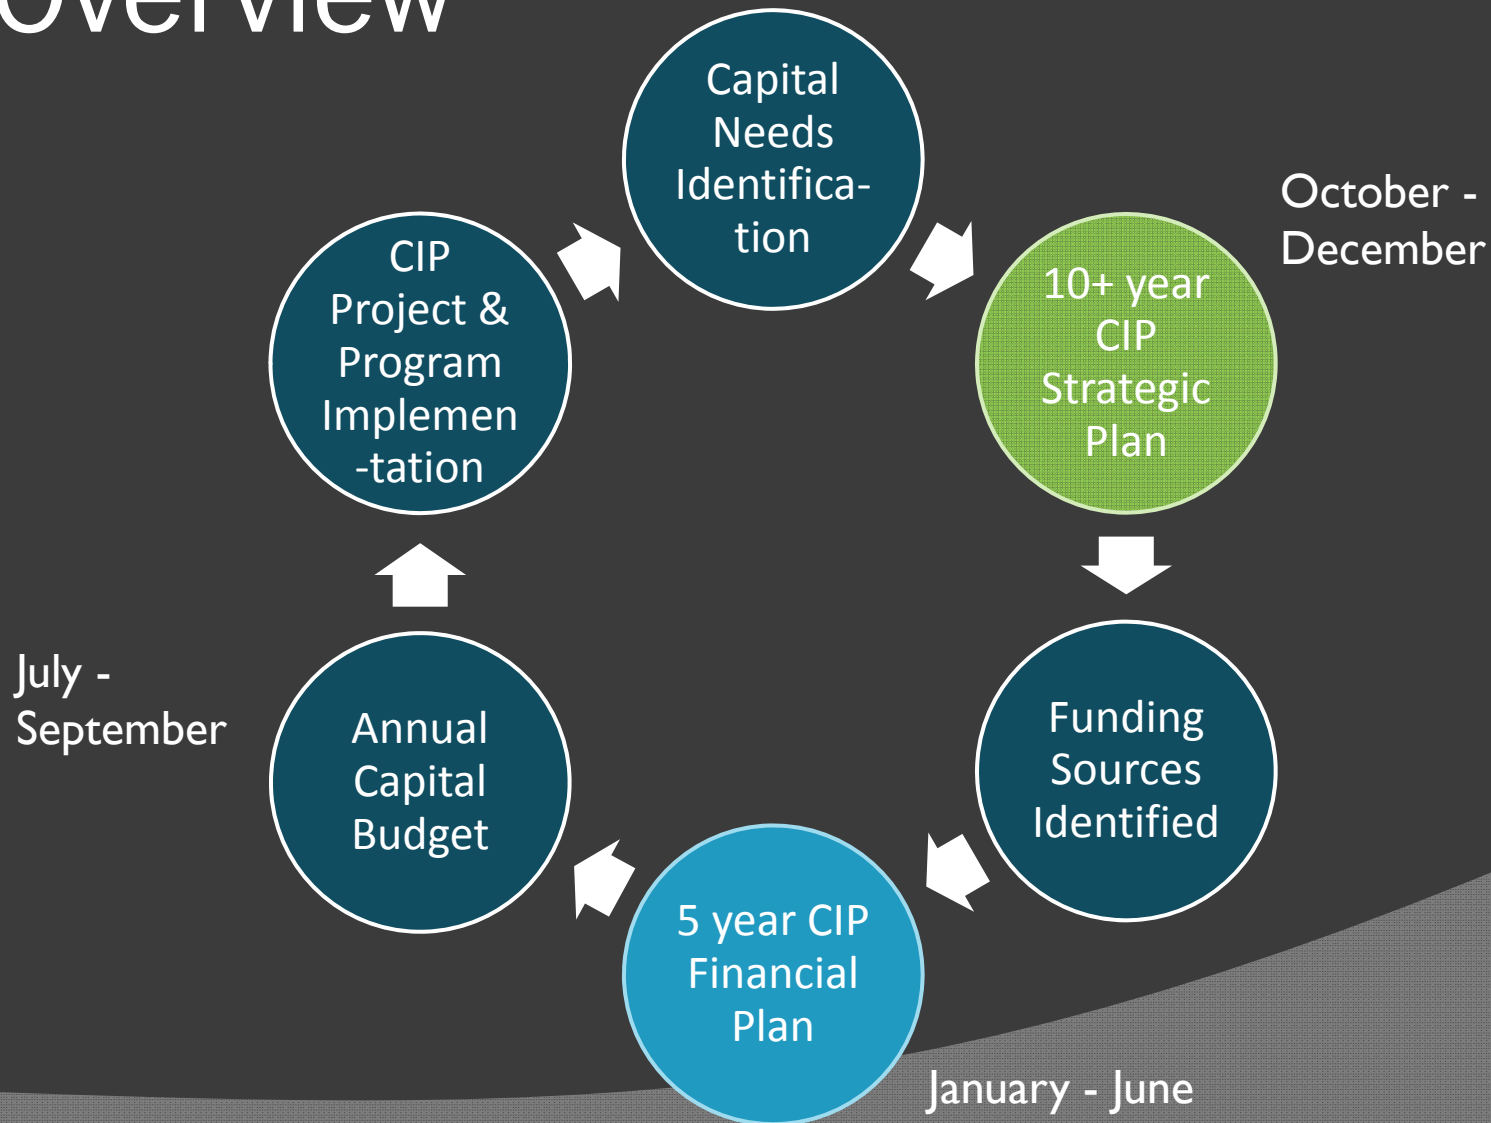 overview
Capital
Needs
Identifica-
tion
October -
December
10+ year
CIP
Strategic
Plan
Funding
Sources
Identified
5 year CIP
Financial
Plan
January - June
Annual
Capital
Budget
July -
September
CIP
Project &
Program
Implemen
-tation